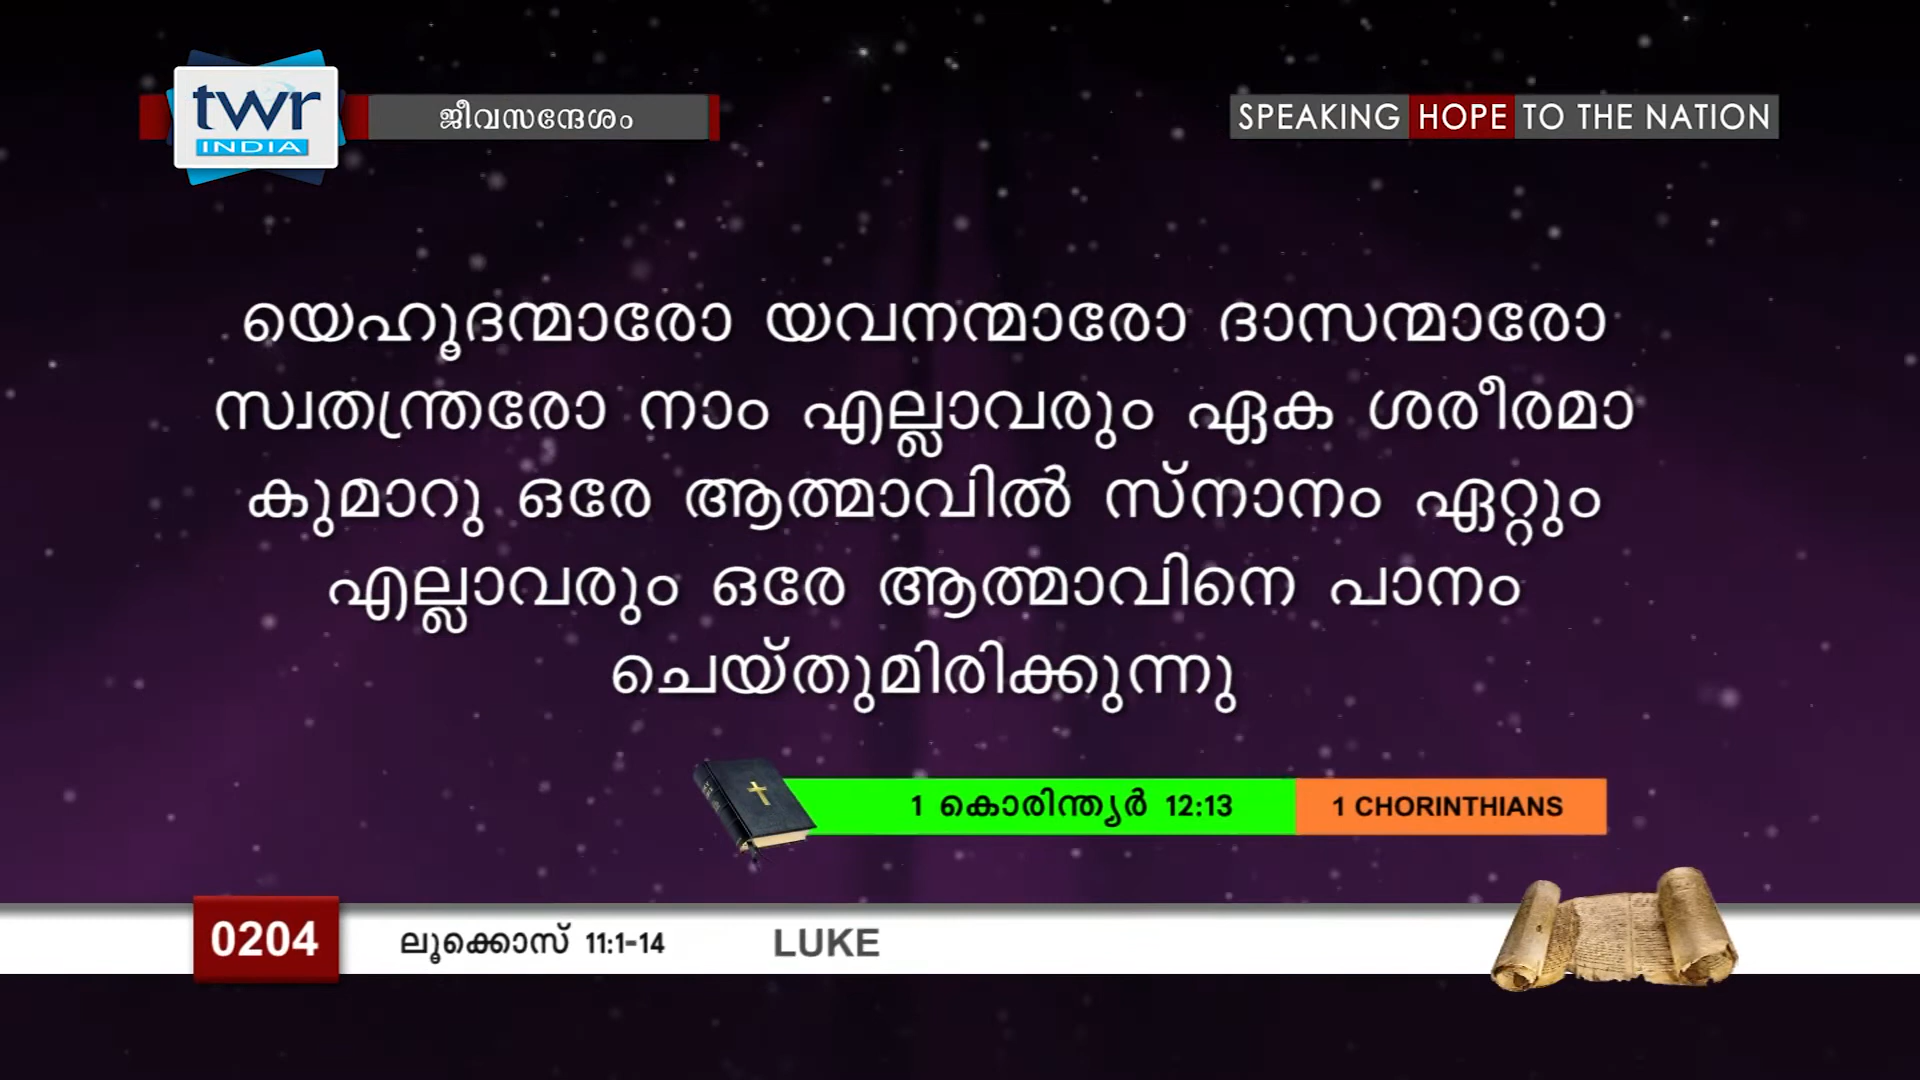 twr
INDIA
ജീവസന്ദേശം
SPEAKING HOPE TO THE NATION
യെഹൂദന്മാരോ യവനന്മാരോ ദാസന്മാരോ
സ്വതന്ത്രരോ നാം എല്ലാവരും ഏക ശരീരമാ
കുമാറു ഒരേ ആത്മാവിൽ സ്നാനം ഏറ്റും
എല്ലാവരും ഒരേ ആത്മാവിനെ പാനം
ചെയ്തുമിരിക്കുന്നു
1 കൊരിന്ത്യർ 12:13 1 CHORINTHIANS
0204 ലൂക്കൊസ് 11:1-14 LUKE